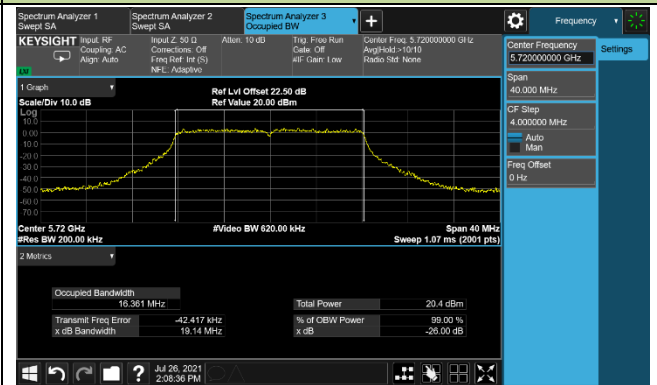 Spectrum Analyzer 1
Swept SA
Spectrum Analyzer 2
Swept SA
Spectrum Analyzer 3
Occupied BW
+
Frequency
KEYSIGHT
Input: RF
Coupling: AC
Align: Auto
Input Z: 50 Ω
Corrections: Off
Freq Ref: Int (S)
NFE: Adaptive
Atten: 10 dB
Trig: Free Run
Gate: Off
#IF Gain: Low
Center Freq: 5.720000000 GHz
Avg|Hold:>10/10
Radio Std: None
Center Frequency
5.720000000 GHz
Settings
Span
40.000 MHz
CF Step
4.000000 MHz
Auto
Man
Freq Offset
0 Hz
1 Graph
Scale/Div 10.0 dB
Ref Lvl Offset 22.50 dB
Ref Value 20.00 dBm
Log
10.0
0.00
-10.0
-20.0
-30.0
-40.0
-50.0
-60.0
-70.0
Center 5.72 GHz
#Res BW 200.00 kHz
#Video BW 620.00 kHz
Span 40 MHz
Sweep 1.07 ms (2001 pts)
2 Metrics
Occupied Bandwidth
16.361 MHz
Total Power
20.4 dBm
Transmit Freq Error
-42.417 kHz
% of OBW Power
99.00 %
x dB Bandwidth
19.14 MHz
x dB
-26.00 dB
?
Jul 26, 2021
2:08:36 PM